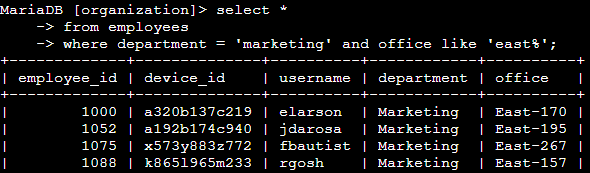 MariaDB [organization]> select *
    -> from employees
    -> where department = 'marketing' and office like 'east%';
+-------------+--------------+----------+------------+----------+
| employee_id | device_id    | username | department | office   |
+-------------+--------------+----------+------------+----------+
|        1000 | a320b137c219 | elarson  | Marketing  | East-170 |
|        1052 | a192b174c940 | jdarosa  | Marketing  | East-195 |
|        1075 | x573y883z772 | fbautist | Marketing  | East-267 |
|        1088 | k865l965m233 | rgosh    | Marketing  | East-157 |